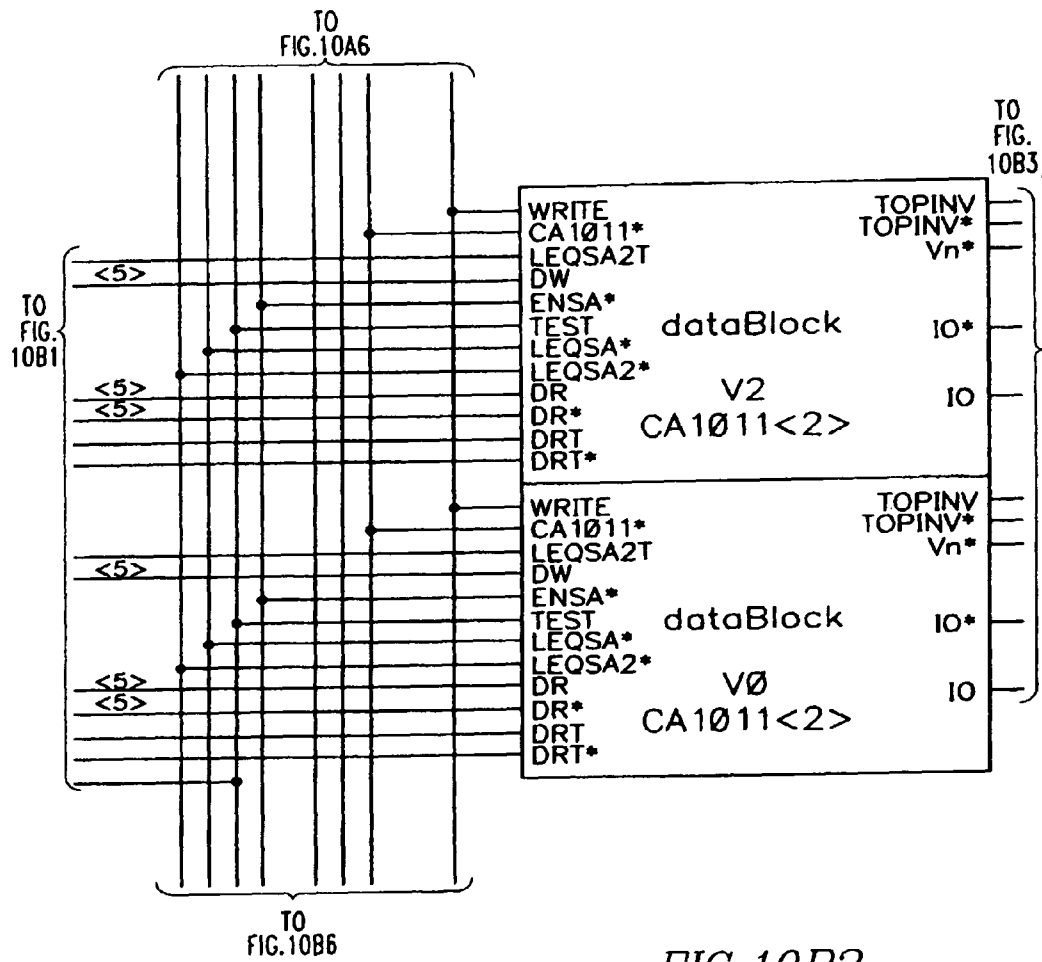 TO
FIG.10A6
TO
FIG.
10B3
WRITE
CA1Ø11*
LEQSA2T
<5>
DW
ENSA*
TEST
LEQSA*
LEQSA2*
<5>
DR
<5>
DR*
DRT
DRT*
dataBlock
V2
CA1Ø11<2>
TOPINV
TOPINV*
Vn*
IO*
IO
TO
FIG.
10B1
WRITE
CA1Ø11*
LEQSA2T
<5>
DW
ENSA*
TEST
LEQSA*
LEQSA2*
<5>
DR
<5>
DR*
DRT
DRT*
dataBlock
VØ
CA1Ø11<2>
TOPINV
TOPINV*
Vn*
IO*
IO
TO
FIG.10B6